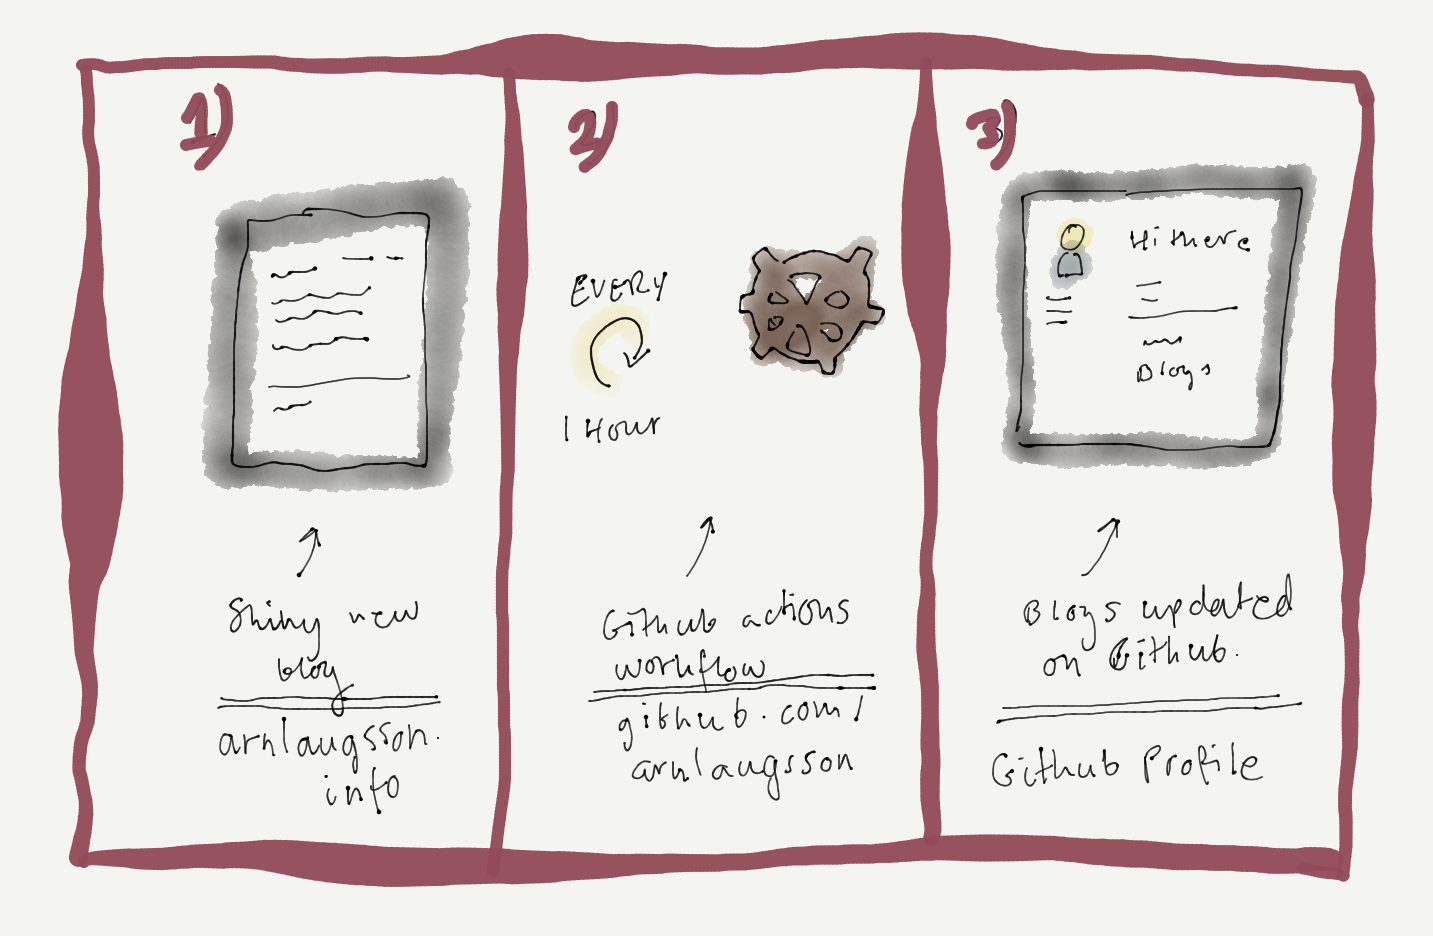 1)
Shiny new
blog
arnlaugsson.
info
2)
EVERY
1 Hour
Github actions
workflow
github.com/
arnlaugsson
3)
Hi there
Blogs
Blogs updated
on Github.
Github Profile